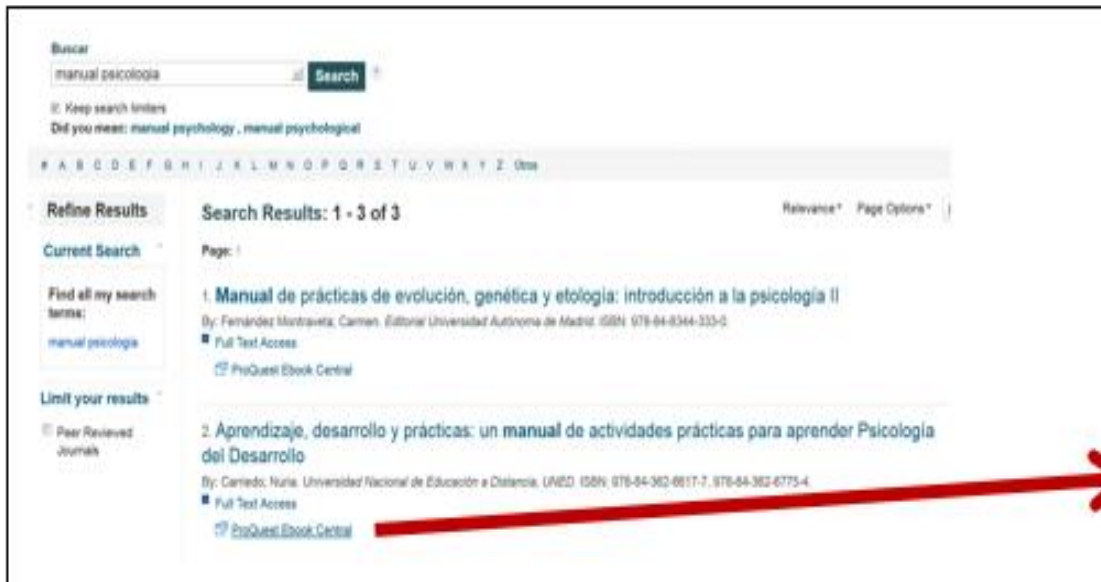 Buscar
manual psicologia
Search
Keep search limiters
Did you mean: manual psychology , manual psychological
# A B C D E F G H I J K L M N O P Q R S T U V W X Y Z Otros
Refine Results
Search Results: 1 - 3 of 3
Relevance
Page Options
Current Search
Page: 1
Find all my search
terms:
manual psicologia
1. Manual de prácticas de evolución, genética y etología: introducción a la psicología II
By: Fernández Montraveta, Carmen. Editorial Universidad Autónoma de Madrid. ISBN: 978-84-8344-333-0.
Full Text Access
ProQuest Ebook Central
Limit your results
Peer Reviewed
Journals
2. Aprendizaje, desarrollo y prácticas: un manual de actividades prácticas para aprender Psicología
del Desarrollo
By: Carriedo, Nuria. Universidad Nacional de Educación a Distancia, UNED. ISBN: 978-84-362-6617-7, 978-84-362-6775-4.
Full Text Access
ProQuest Ebook Central